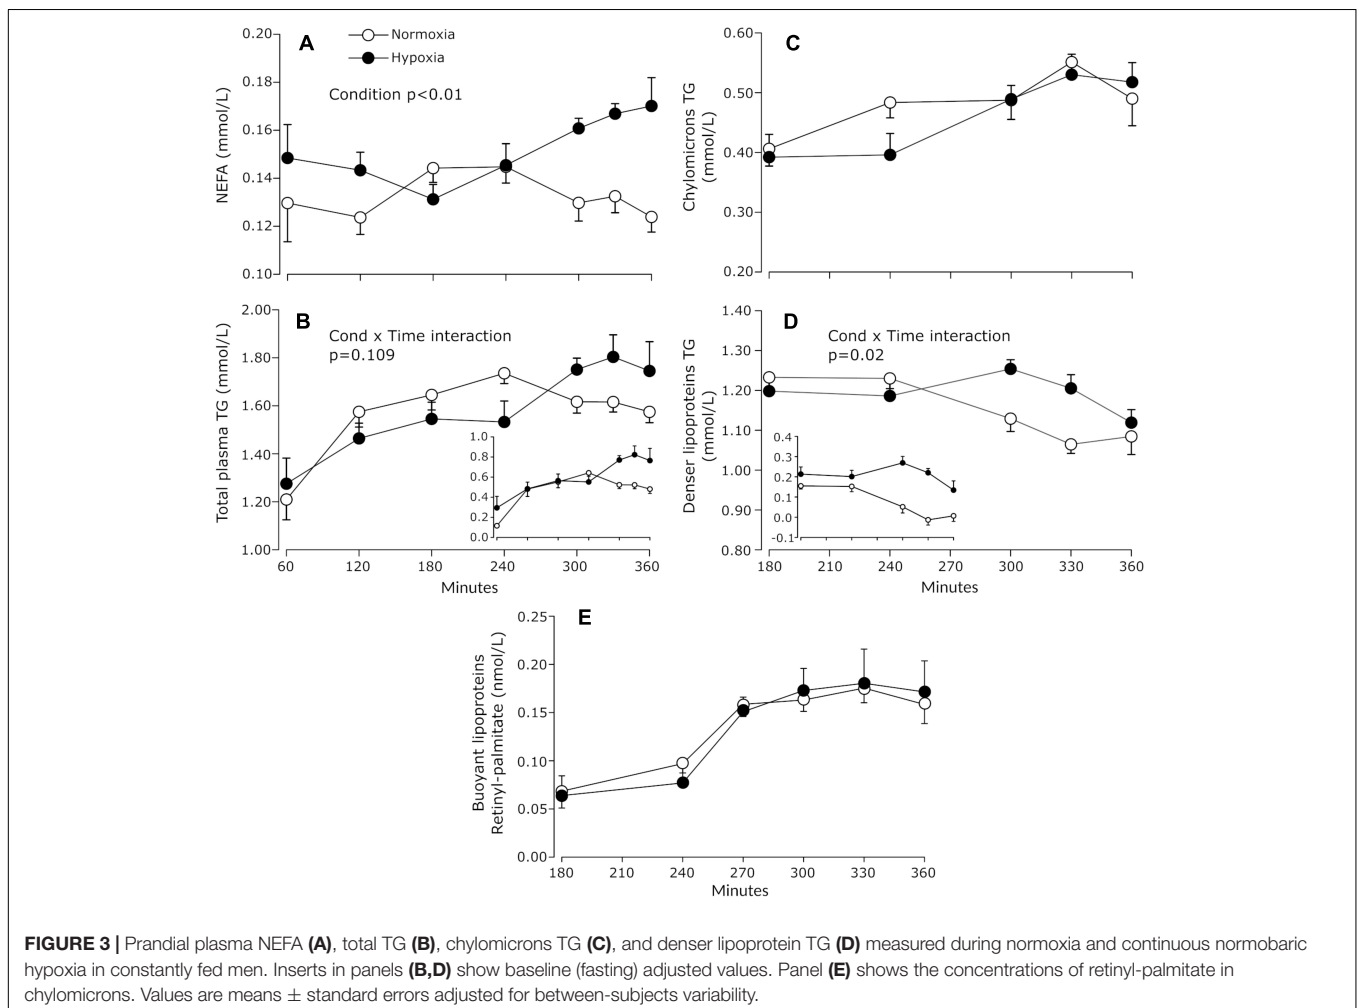 A
Normoxia
Hypoxia
Condition p<0.01
NEFA (mmol/L)
0.20
0.18
0.16
0.14
0.12
0.10
C
Chylomicrons TG
(mmol/L)
0.60
0.50
0.40
0.30
0.20
B
Cond x Time interaction
p=0.109
Total plasma TG (mmol/L)
2.00
1.80
1.60
1.40
1.20
1.00
1.0
0.8
0.6
0.4
0.2
0.0
60 120 180 240 300 360
Minutes
D
Cond x Time interaction
p=0.02
Denser lipoproteins TG
(mmol/L)
1.40
1.30
1.20
1.10
1.00
0.90
0.80
0.4
0.3
0.2
0.1
0.0
-0.1
180 210 240 270 300 330 360
Minutes
E
Buoyant lipoproteins
Retinyl-palmitate (nmol/L)
0.25
0.20
0.15
0.10
0.05
0.00
180 210 240 270 300 330 360
Minutes
FIGURE 3 | Prandial plasma NEFA (A), total TG (B), chylomicrons TG (C), and denser lipoprotein TG (D) measured during normoxia and continuous normobaric
hypoxia in constantly fed men. Inserts in panels (B,D) show baseline (fasting) adjusted values. Panel (E) shows the concentrations of retinyl-palmitate in
chylomicrons. Values are means ± standard errors adjusted for between-subjects variability.